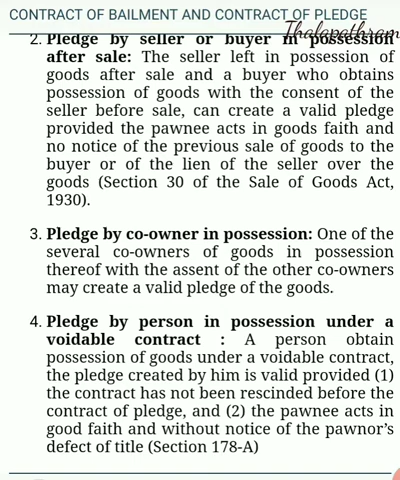 CONTRACT OF BAILMENT AND CONTRACT OF PLEDGE
Thalapathram
2. Pledge by seller or buyer in possession
after sale: The seller left in possession of
goods after sale and a buyer who obtains
possession of goods with the consent of the
seller before sale, can create a valid pledge
provided the pawnee acts in goods faith and
no notice of the previous sale of goods to the
buyer or of the lien of the seller over the
goods (Section 30 of the Sale of Goods Act,
1930).
3. Pledge by co-owner in possession: One of the
several co-owners of goods in possession
thereof with the assent of the other co-owners
may create a valid pledge of the goods.
4. Pledge by person in possession under a
voidable contract : A person obtain
possession of goods under a voidable contract,
the pledge created by him is valid provided (1)
the contract has not been rescinded before the
contract of pledge, and (2) the pawnee acts in
good faith and without notice of the pawnor's
defect of title (Section 178-A)